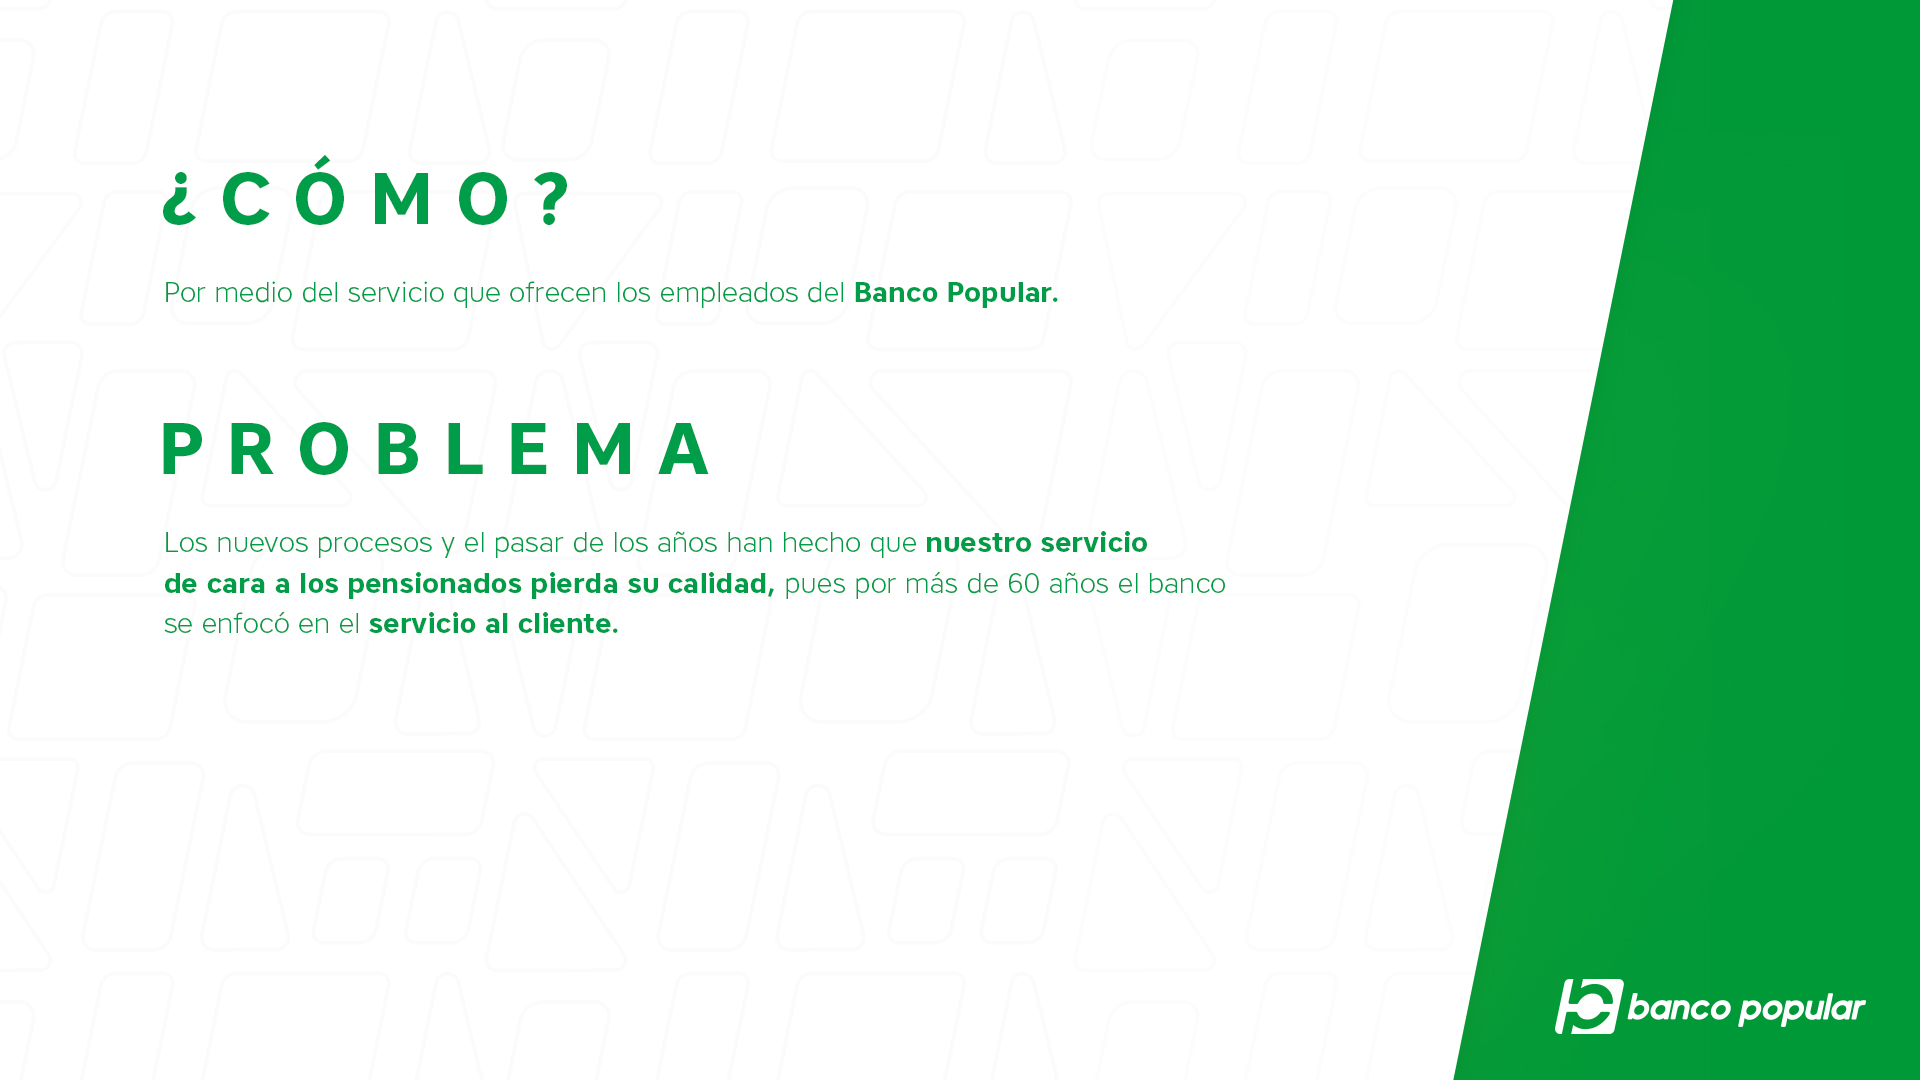 ¿CÓMO?
Por medio del servicio que ofrecen los empleados del Banco Popular.
PROBLEMA
Los nuevos procesos y el pasar de los años han hecho que nuestro servicio
de cara a los pensionados pierda su calidad, pues por más de 60 años el banco
se enfocó en el servicio al cliente.
banco popular